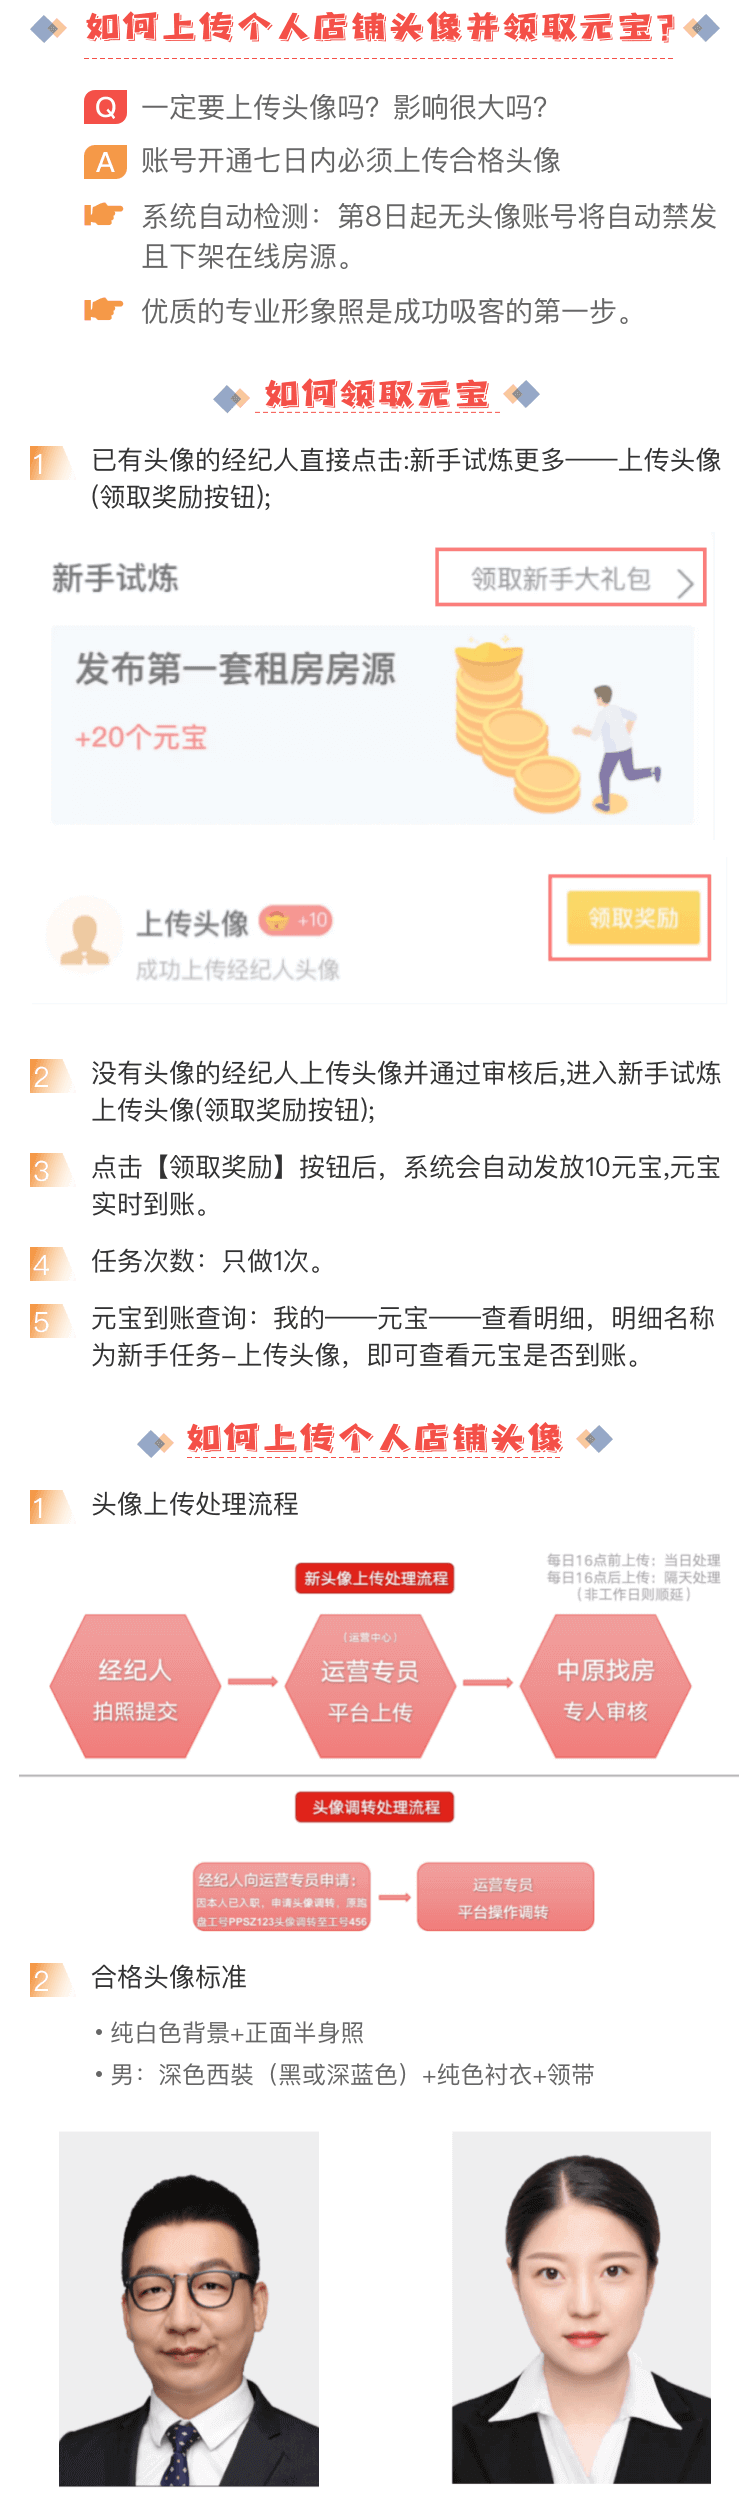 如何上传个人店铺头像并领取元宝?
Q 一定要上传头像吗？影响很大吗？
A 账号开通七日内必须上传合格头像
系统自动检测：第8日起无头像账号将自动禁发
且下架在线房源。
优质的专业形象照是成功吸客的第一步。
如何领取元宝
1 已有头像的经纪人直接点击:新手试炼更多——上传头像
(领取奖励按钮);
新手试炼
领取新手大礼包
发布第一套租房房源
+20个元宝
上传头像 +10
成功上传经纪人头像
领取奖励
2 没有头像的经纪人上传头像并通过审核后,进入新手试炼
上传头像(领取奖励按钮);
3 点击【领取奖励】按钮后，系统会自动发放10元宝,元宝
实时到账。
4 任务次数：只做1次。
5 元宝到账查询：我的——元宝——查看明细，明细名称
为新手任务-上传头像，即可查看元宝是否到账。
如何上传个人店铺头像
1 头像上传处理流程
每日16点前上传：当日处理
每日16点后上传：隔天处理
（非工作日则顺延）
新头像上传处理流程
经纪人
拍照提交
（运营中心）
运营专员
平台上传
中原找房
专人审核
头像调转处理流程
经纪人向运营专员申请：
因本人已入职，申请头像调转，原跑
盘工号PPSZ123头像调转至工号456
运营专员
平台操作调转
2 合格头像标准
• 纯白色背景+正面半身照
• 男：深色西裝（黑或深蓝色）+纯色衬衣+领带